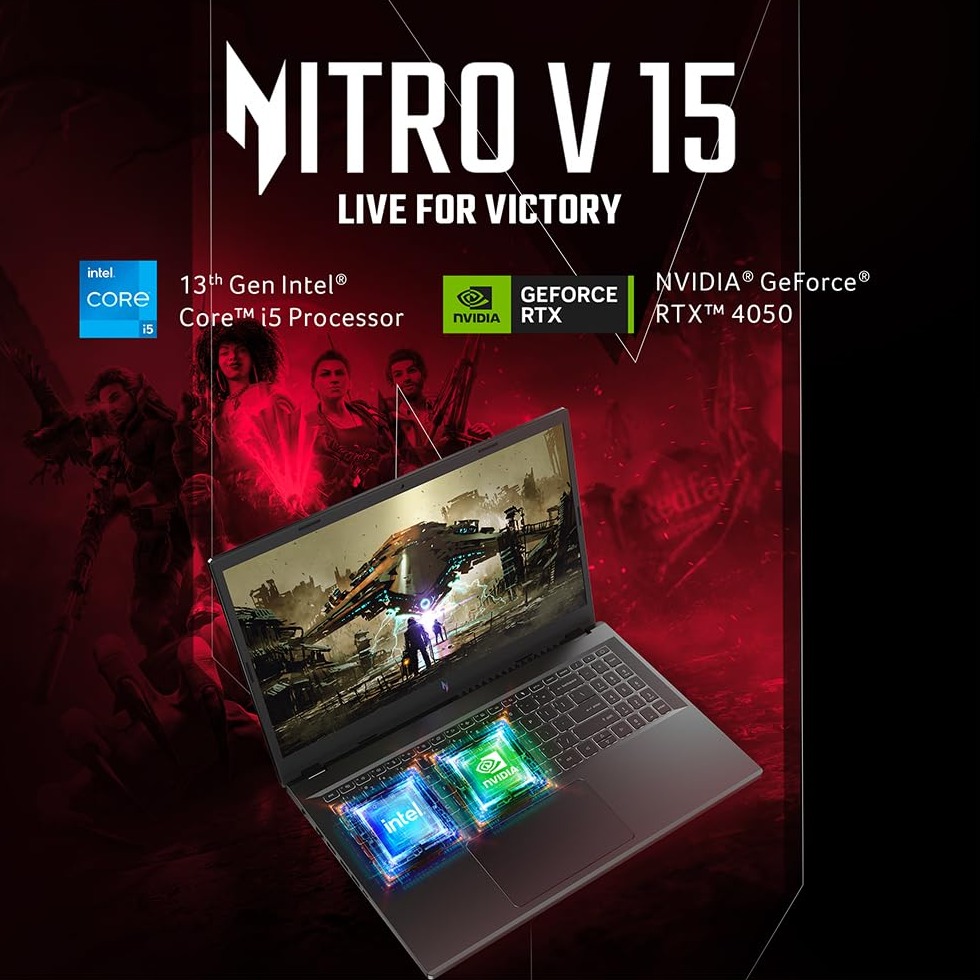 NITRO V 15
LIVE FOR VICTORY
intel.
CORE
i5
13th Gen Intel®
Core™ i5 Processor
NVIDIA
GEFORCE
RTX
NVIDIA® GeForce®
RTX™ 4050
intel
NVIDIA